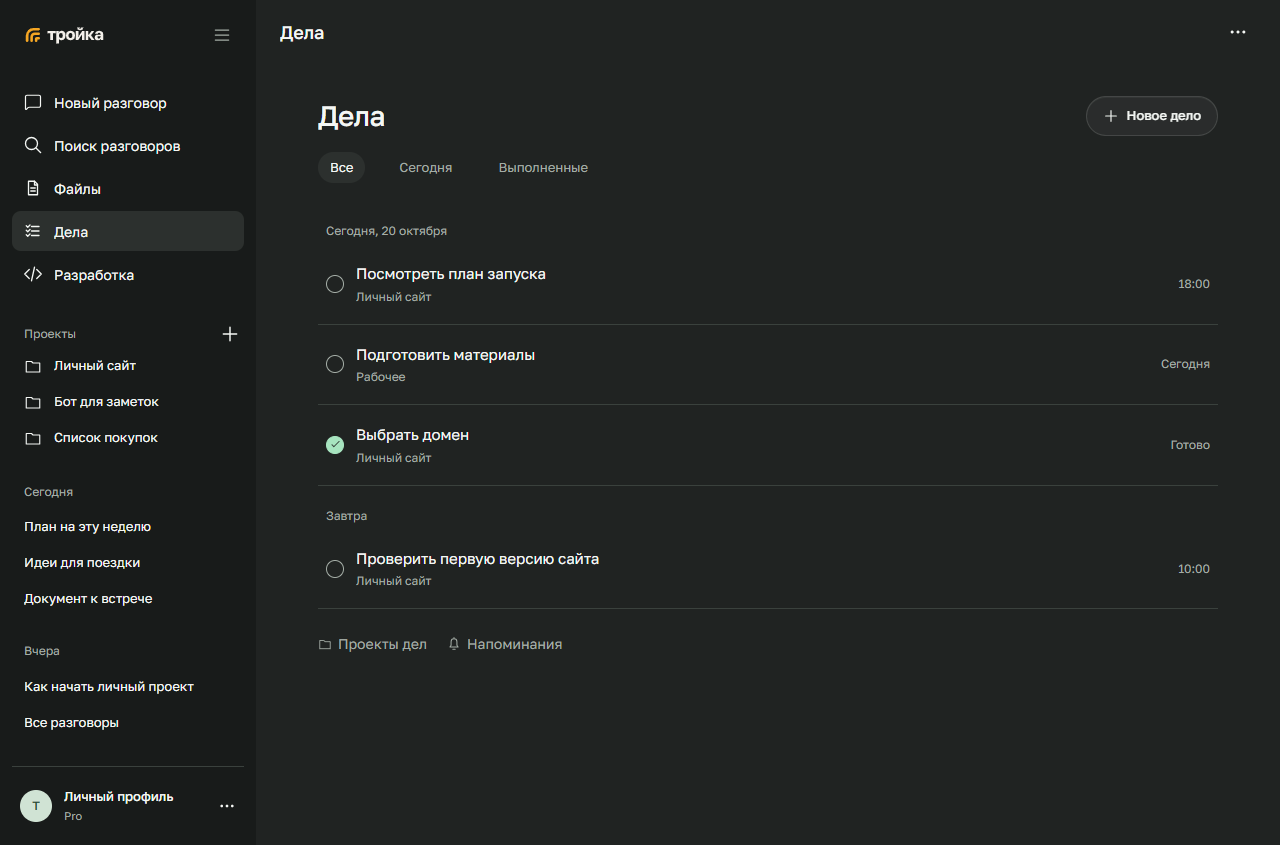 тройка
Новый разговор
Поиск разговоров
Файлы
Дела
Разработка
Проекты
Личный сайт
Бот для заметок
Список покупок
Сегодня
План на эту неделю
Идеи для поездки
Документ к встрече
Вчера
Как начать личный проект
Все разговоры
Т
Личный профиль
Pro
Дела
Дела
Новое дело
Все
Сегодня
Выполненные
Сегодня, 20 октября
Посмотреть план запуска
Личный сайт
18:00
Подготовить материалы
Рабочее
Сегодня
Выбрать домен
Личный сайт
Готово
Завтра
Проверить первую версию сайта
Личный сайт
10:00
Проекты дел
Напоминания